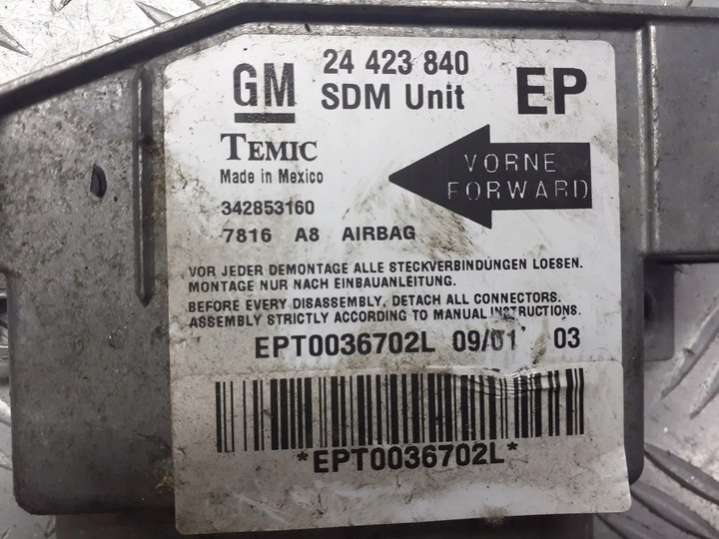 GM
24 423 840
SDM Unit
EP
TEMIC
Made in Mexico
342853160
7816 A8 AIRBAG
VORNE
FORWARD
VOR JEDER DEMONTAGE ALLE STECKVERBINDUNGEN LOESEN.
MONTAGE NUR NACH EINBAUANLEITUNG.
BEFORE EVERY DISASSEMBLY, DETACH ALL CONNECTORS.
ASSEMBLY STRICTLY ACCORDING TO MANUAL INSTRUCTIONS.
EPT0036702L 09/01 03
*EPT0036702L*